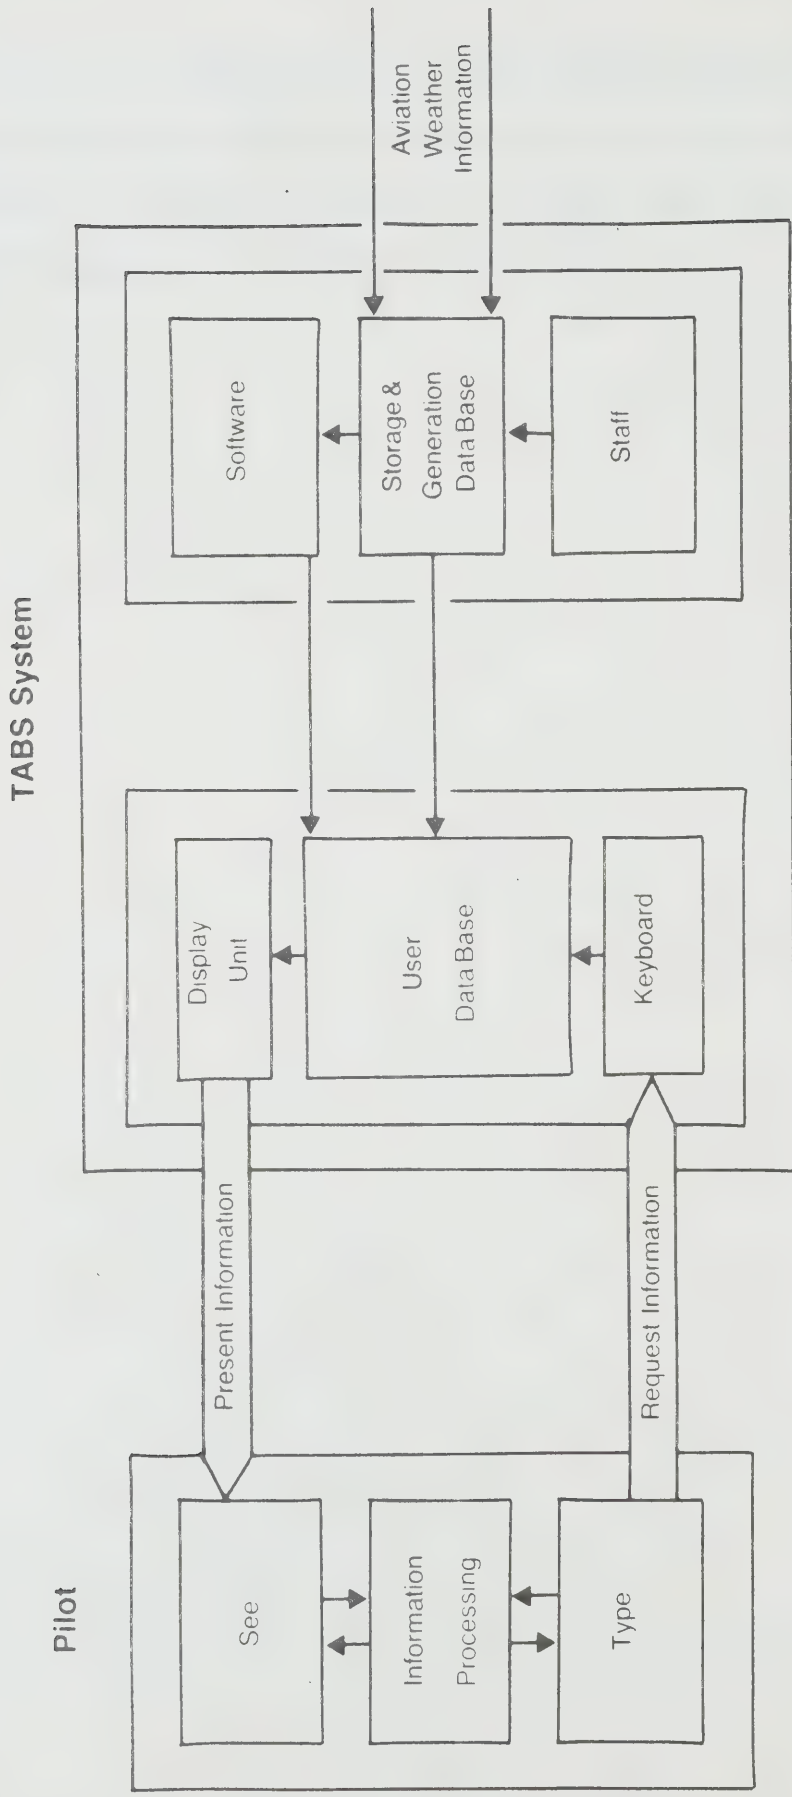 TABS System
Pilot
See
Information
Processing
Type
Present Information
Request Information
Display
Unit
User
Data Base
Keyboard
Software
Storage &
Generation
Data Base
Staff
Aviation
Weather
Information